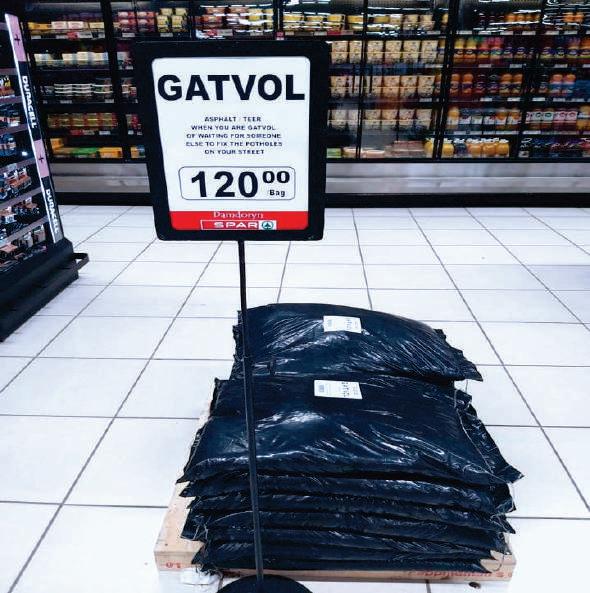 GATVOL
ASPHALT / TEER
WHEN YOU ARE GATVOL
OF WAITING FOR SOMEONE
ELSE TO FIX THE POTHOLES
ON YOUR STREET
120 00
/Bag
Damdoryn
SPAR
DURACELL
DURACELL